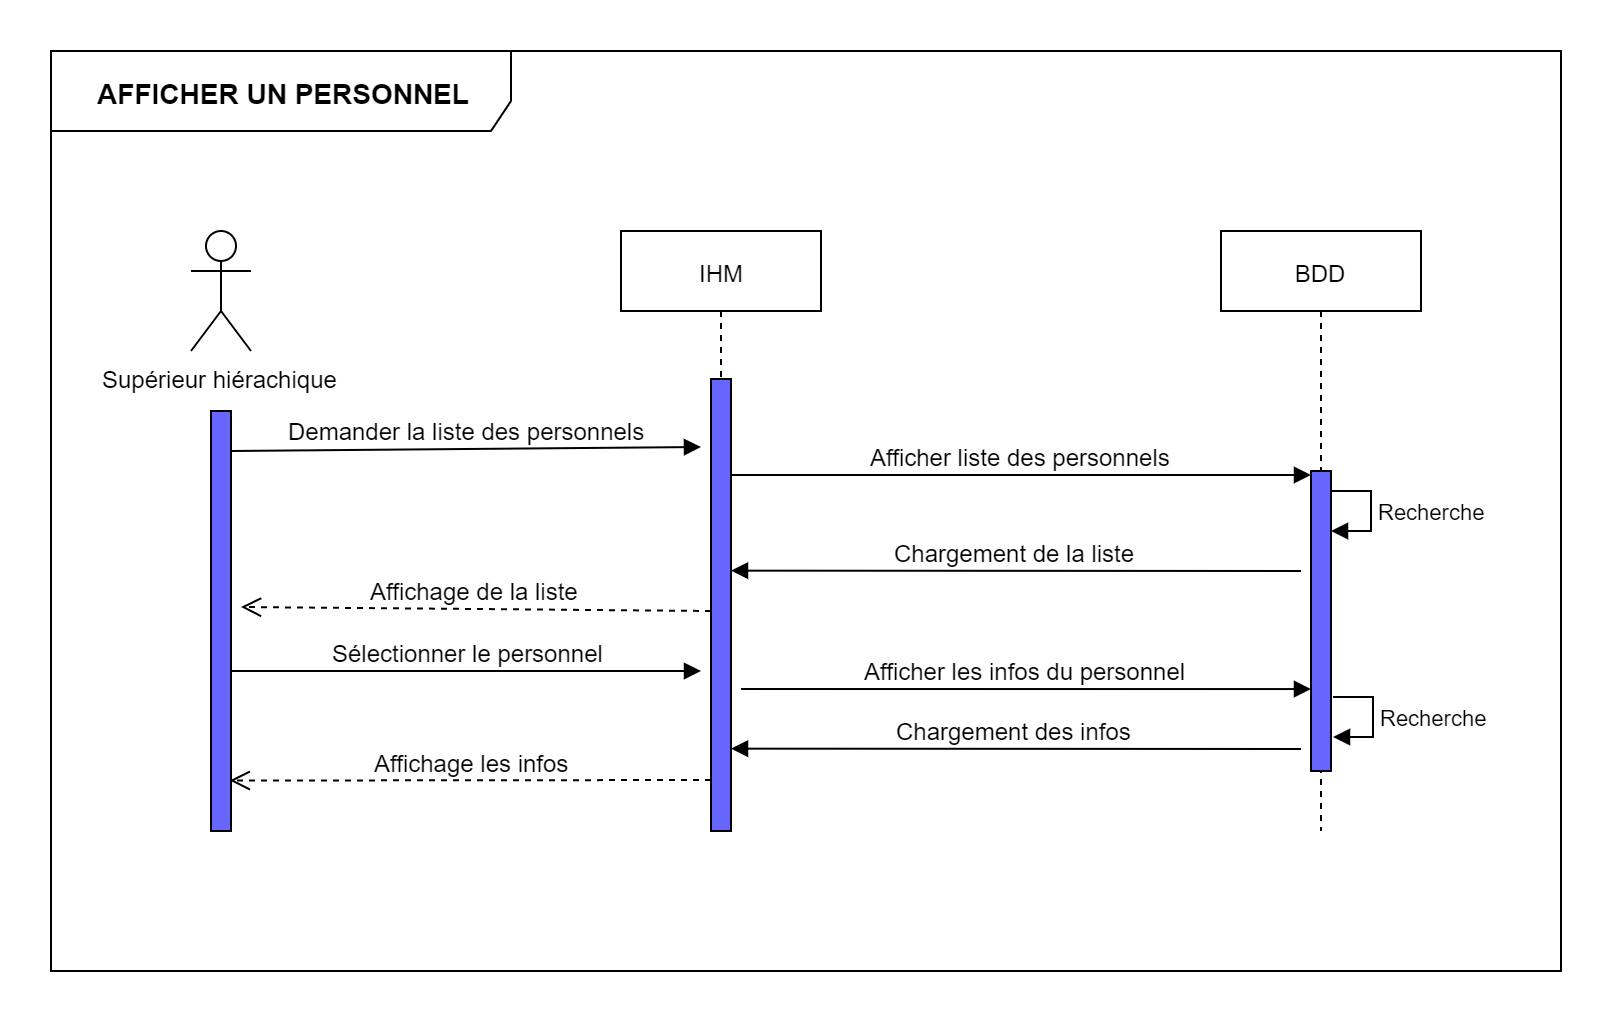 AFFICHER UN PERSONNEL
IHM
BDD
Supérieur hiérachique
Demander la liste des personnels
Afficher liste des personnels
Recherche
Chargement de la liste
Affichage de la liste
Sélectionner le personnel
Afficher les infos du personnel
Recherche
Chargement des infos
Affichage les infos